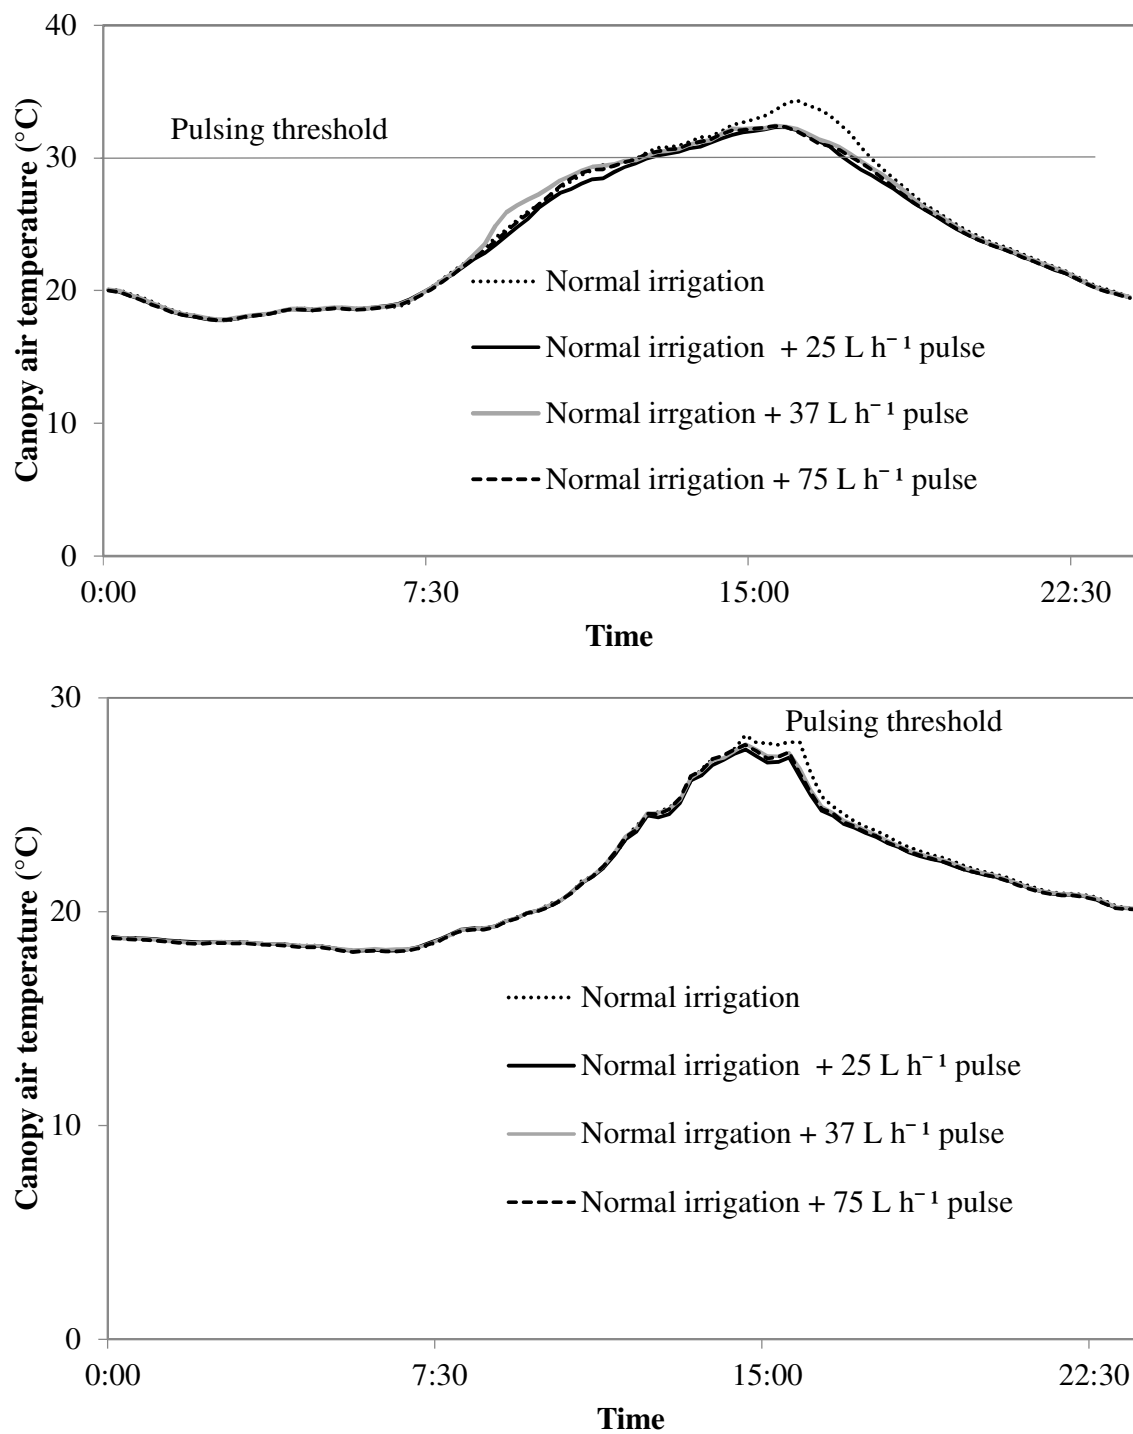 40
Pulsing threshold
30
20
10
0
Canopy air temperature (°C)
Normal irrigation
Normal irrigation + 25 L h⁻¹ pulse
Normal irrgation + 37 L h⁻¹ pulse
Normal irrigation + 75 L h⁻¹ pulse
0:00 7:30 15:00 22:30
Time
30
Pulsing threshold
20
10
0
Canopy air temperature (°C)
Normal irrigation
Normal irrigation + 25 L h⁻¹ pulse
Normal irrgation + 37 L h⁻¹ pulse
Normal irrigation + 75 L h⁻¹ pulse
0:00 7:30 15:00 22:30
Time